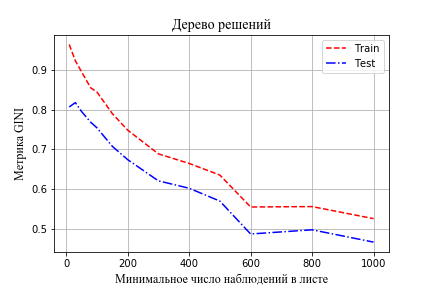 Дерево решений
Train
Test
Метрика GINI
0.9
0.8
0.7
0.6
0.5
0 200 400 600 800 1000
Минимальное число наблюдений в листе